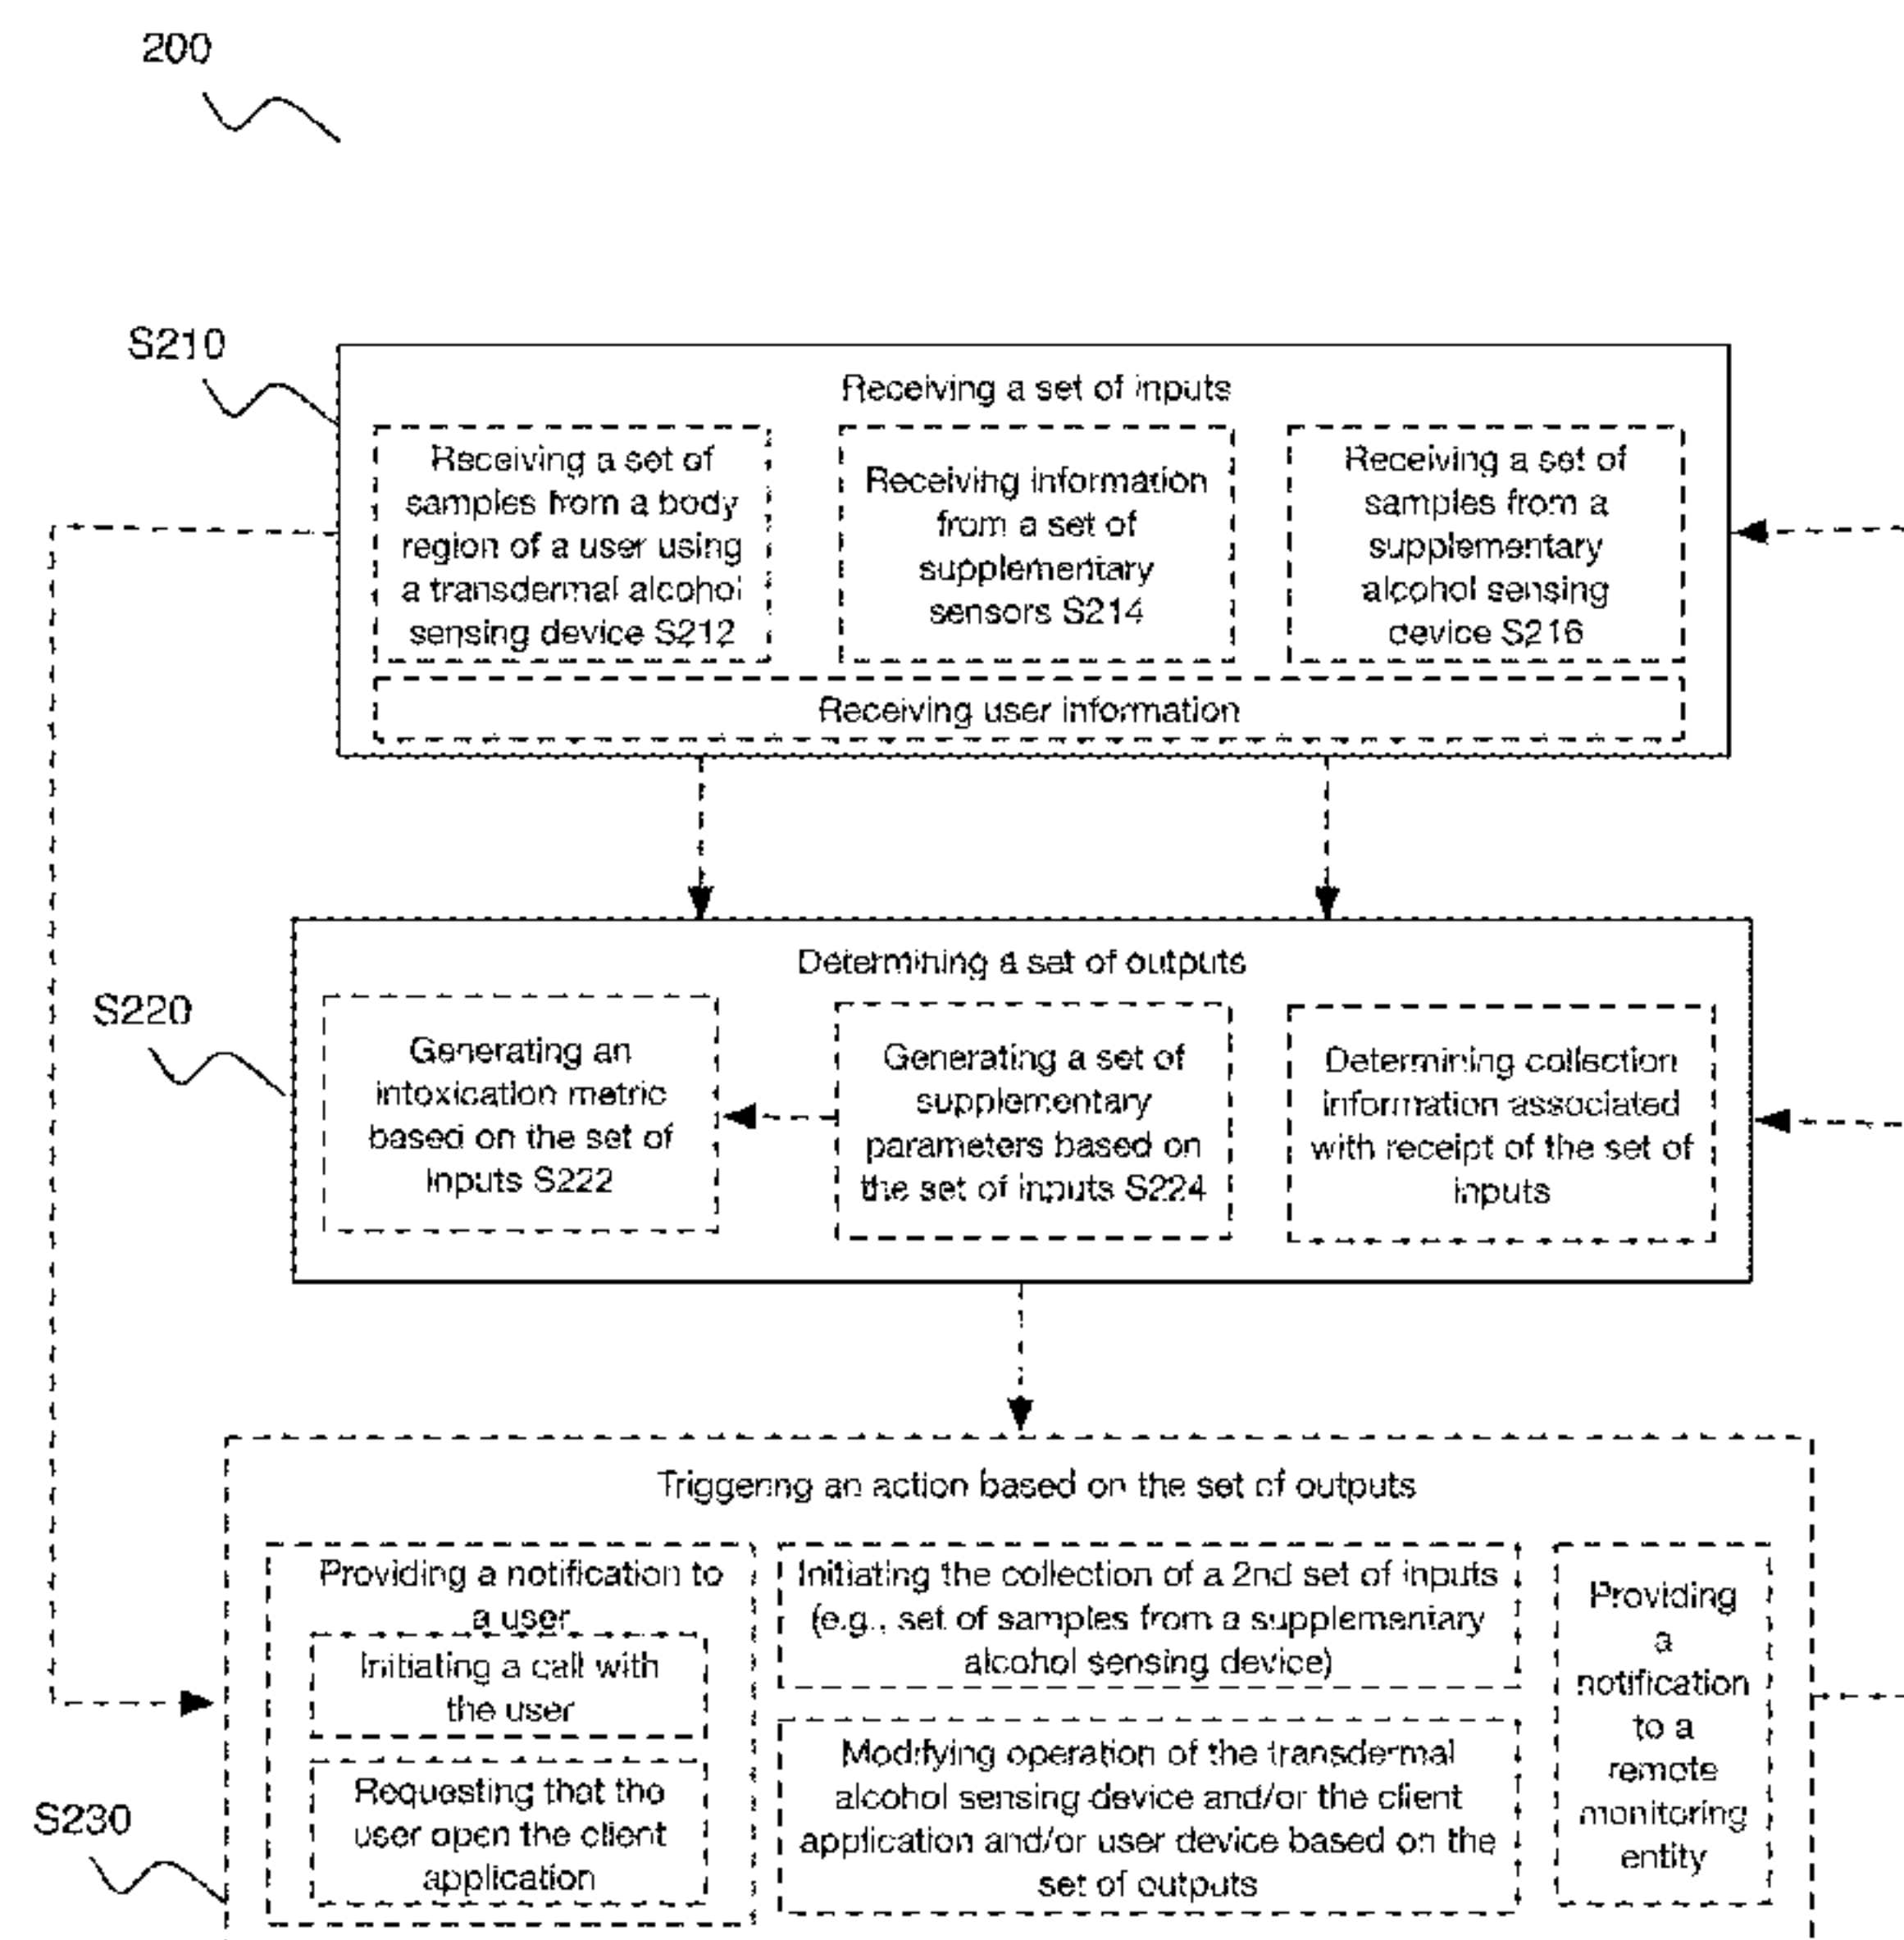 200
S210
Receiving a set of inputs
Receiving a set of
samples from a body
region of a user using
a transdermal alcohol
sensing device S212
Receiving information
from a set of
supplementary
sensors S214
Receiving a set of
samples from a
supplementary
alcohol sensing
device S216
Receiving user information
S220
Determining a set of outputs
Generating an
intoxication metric
based on the set of
inputs S222
Generating a set of
supplementary
parameters based on
the set of inputs S224
Determining collection
information associated
with receipt of the set of
inputs
S230
Triggering an action based on the set of outputs
Providing a notification to
a user
Initiating a call with
the user
Requesting that the
user open the client
application
Initiating the collection of a 2nd set of inputs
(e.g., set of samples from a supplementary
alcohol sensing device)
Modifying operation of the transdermal
alcohol sensing device and/or the client
application and/or user device based on the
set of outputs
Providing
a
notification
to a
remote
monitoring
entity